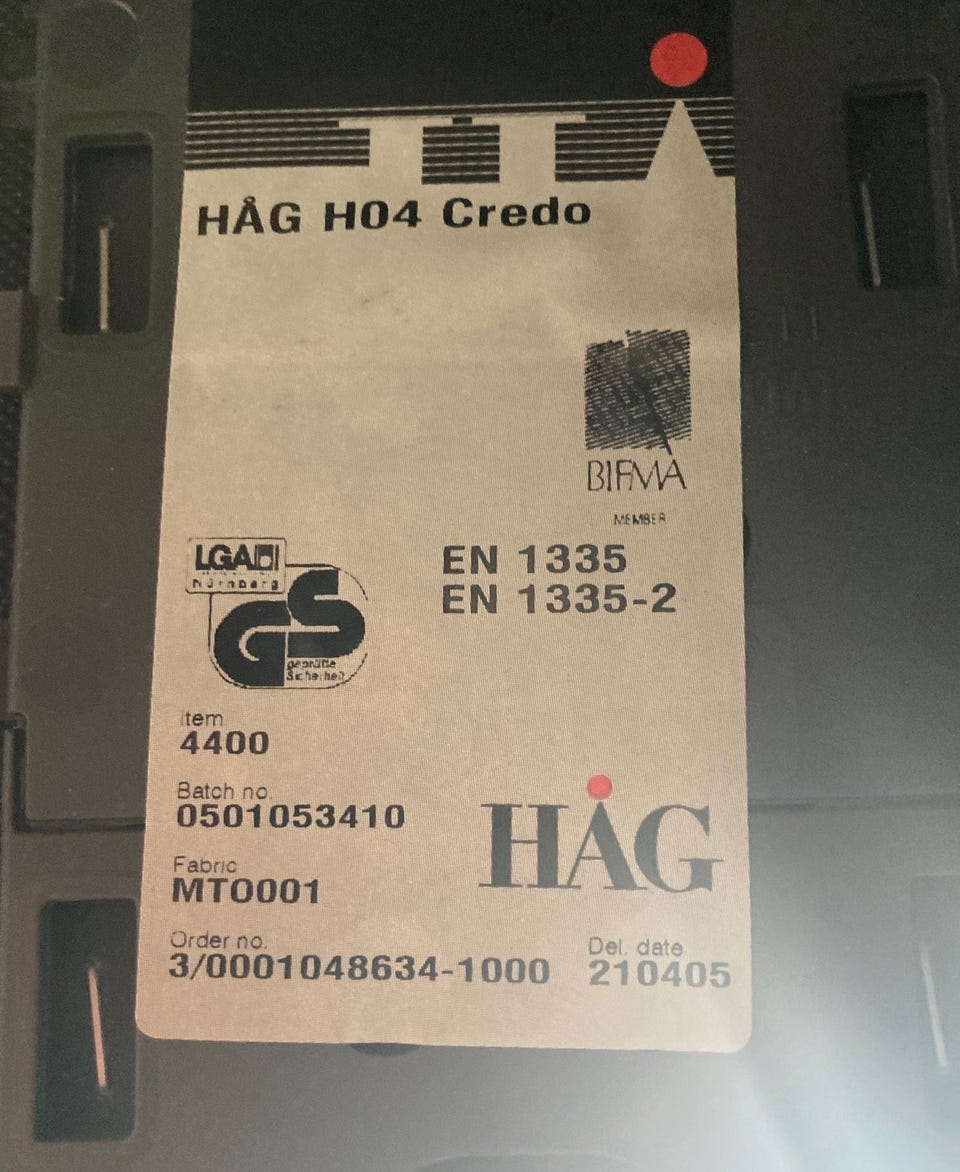 HÅG H04 Credo
BIFMA
MEMBER
LGA
Nürnberg
GS
geprüfte
Sicherheit
EN 1335
EN 1335-2
Item
4400
Batch no.
0501053410
Fabric
MTO001
HÅG
Order no.
3/0001048634-1000
Del. date
210405